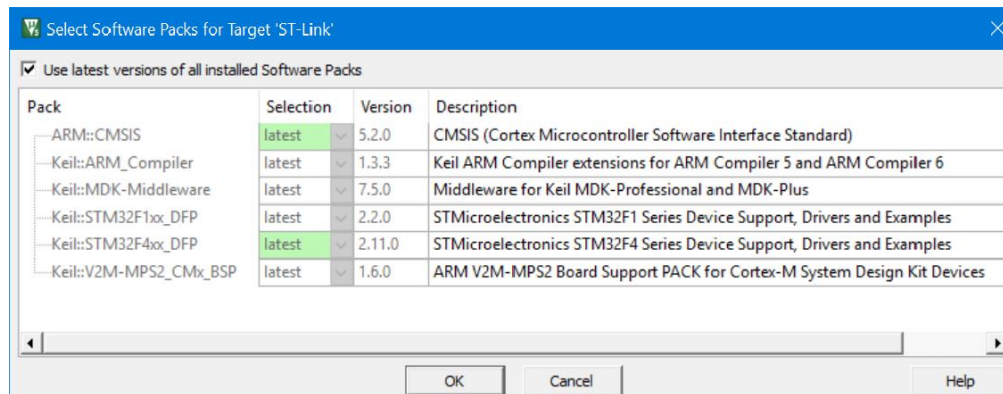 Select Software Packs for Target 'ST-Link'
Use latest versions of all installed Software Packs
Pack Selection Version Description
ARM::CMSIS latest 5.2.0 CMSIS (Cortex Microcontroller Software Interface Standard)
Keil::ARM_Compiler latest 1.3.3 Keil ARM Compiler extensions for ARM Compiler 5 and ARM Compiler 6
Keil::MDK-Middleware latest 7.5.0 Middleware for Keil MDK-Professional and MDK-Plus
Keil::STM32F1xx_DFP latest 2.2.0 STMicroelectronics STM32F1 Series Device Support, Drivers and Examples
Keil::STM32F4xx_DFP latest 2.11.0 STMicroelectronics STM32F4 Series Device Support, Drivers and Examples
Keil::V2M-MPS2_CMx_BSP latest 1.6.0 ARM V2M-MPS2 Board Support PACK for Cortex-M System Design Kit Devices
OK Cancel Help